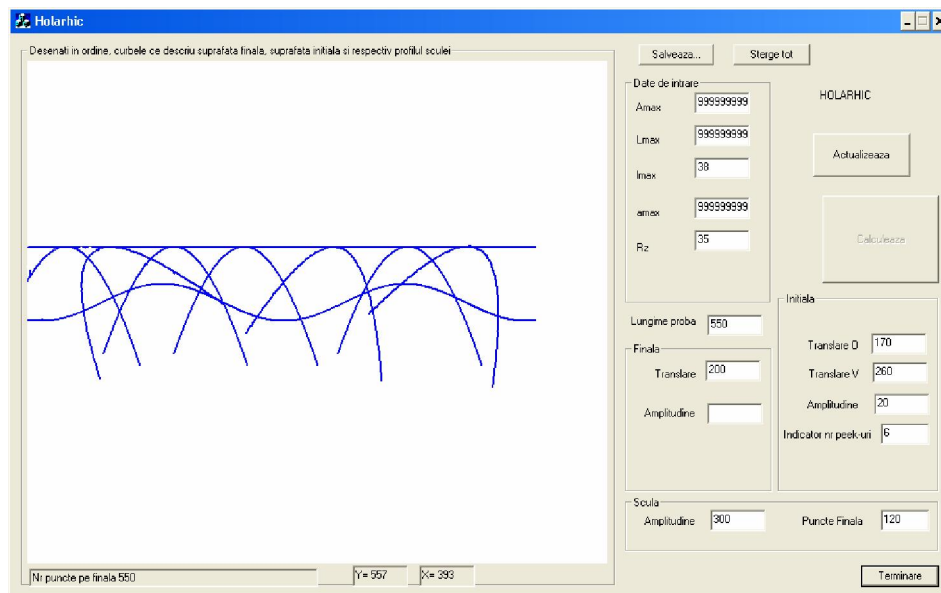 Holarhic
Desenati in ordine, curbele ce descriu suprafata finala, suprafata initiala si respectiv profilul sculei
Salveaza...
Sterge tot
Date de intrare
Amax 999999999
Lmax 999999999
lmax 38
amax 999999999
Rz 35
HOLARHIC
Actualizeaza
Calculeaza
Lungime proba 550
Finala
Translare 200
Amplitudine
Initiala
Translare O 170
Translare V 260
Amplitudine 20
Indicator nr peek-uri 6
Scula
Amplitudine 300
Puncte Finala 120
Nr puncte pe finala 550
Y= 557
X= 393
Terminare